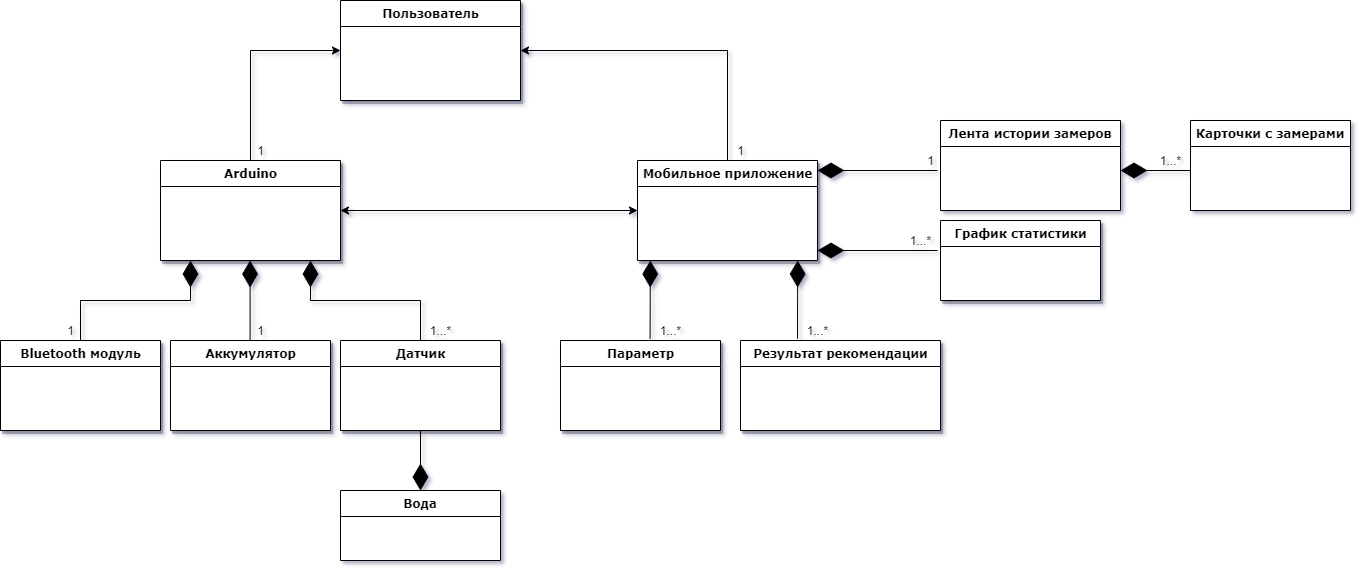 Пользователь
1
1
Arduino
Мобильное приложение
1
Лента истории замеров
1...*
Карточки с замерами
1...*
График статистики
1
1
1...*
1...*
1...*
Bluetooth модуль
Аккумулятор
Датчик
Параметр
Результат рекомендации
Вода